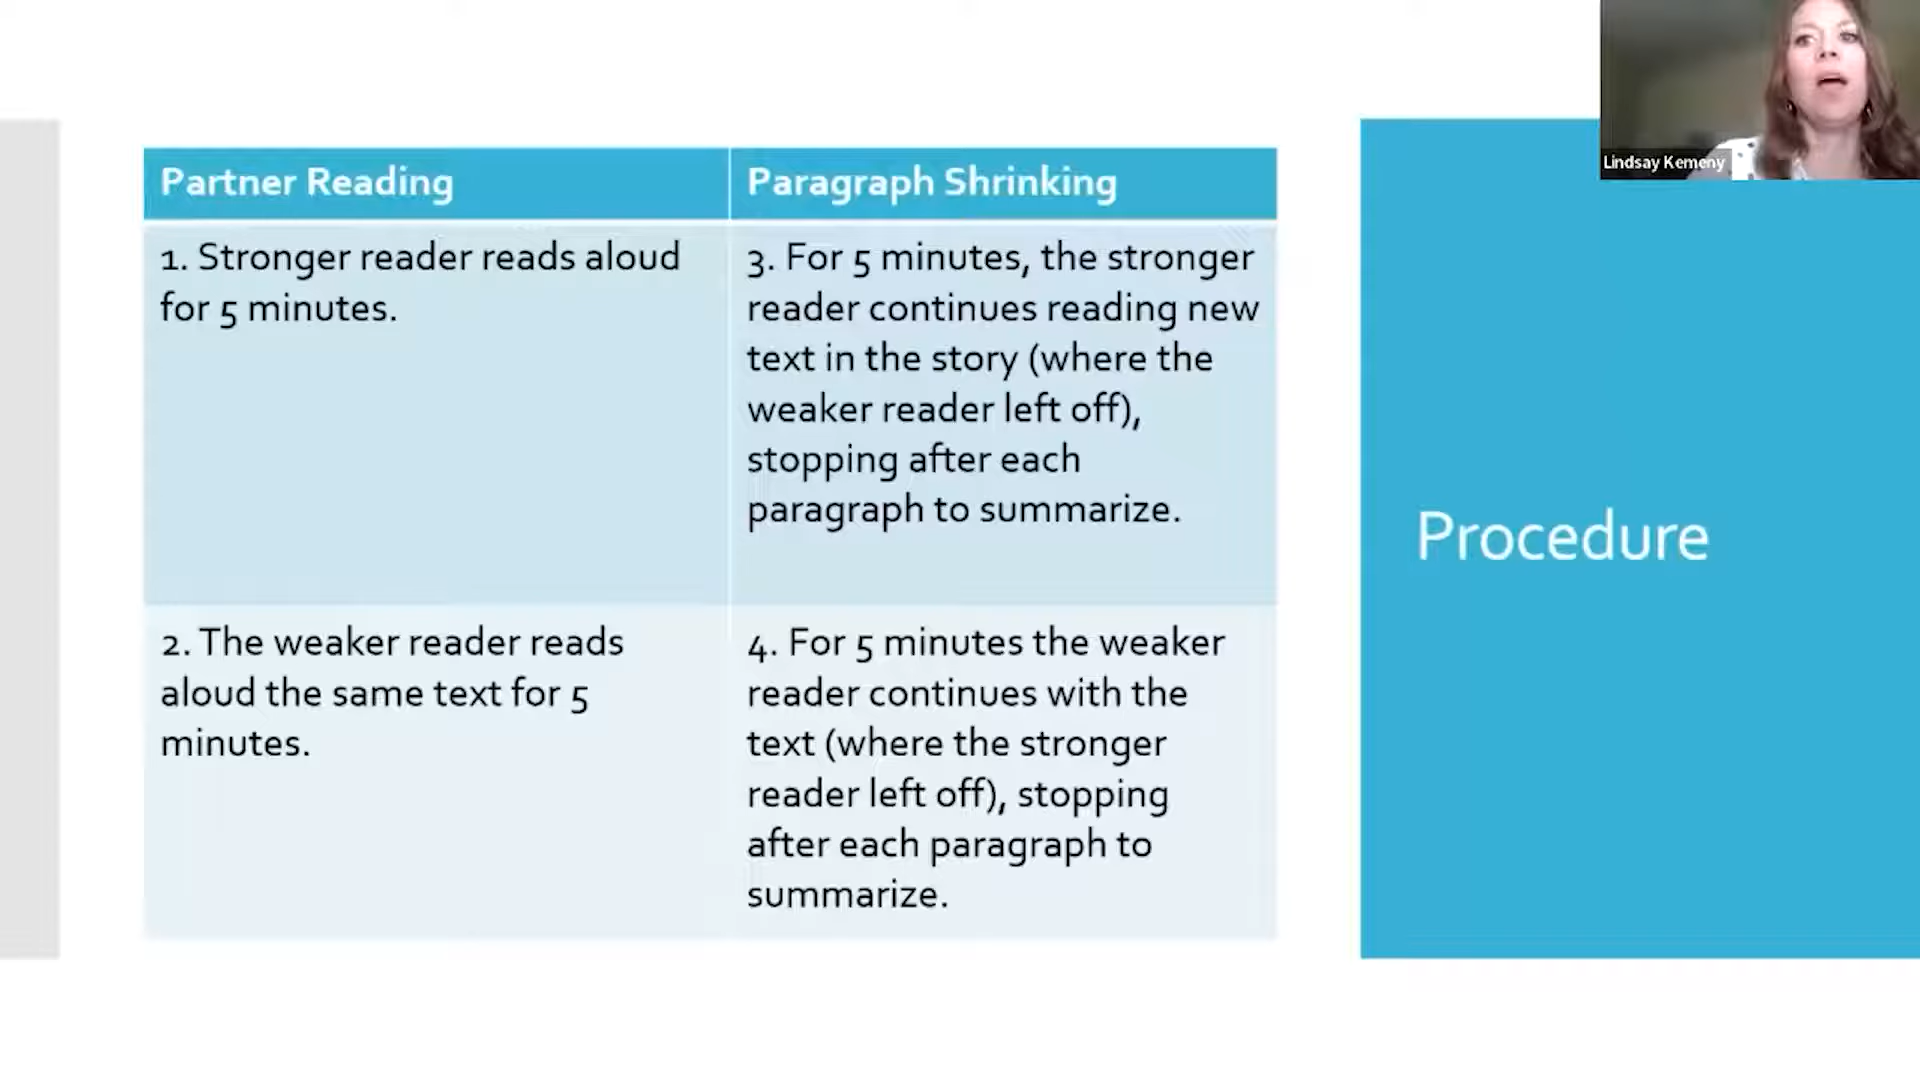 Lindsay Kemeny
Partner Reading
Paragraph Shrinking
1. Stronger reader reads aloud
for 5 minutes.
3. For 5 minutes, the stronger
reader continues reading new
text in the story (where the
weaker reader left off),
stopping after each
paragraph to summarize.
2. The weaker reader reads
aloud the same text for 5
minutes.
4. For 5 minutes the weaker
reader continues with the
text (where the stronger
reader left off), stopping
after each paragraph to
summarize.
Procedure